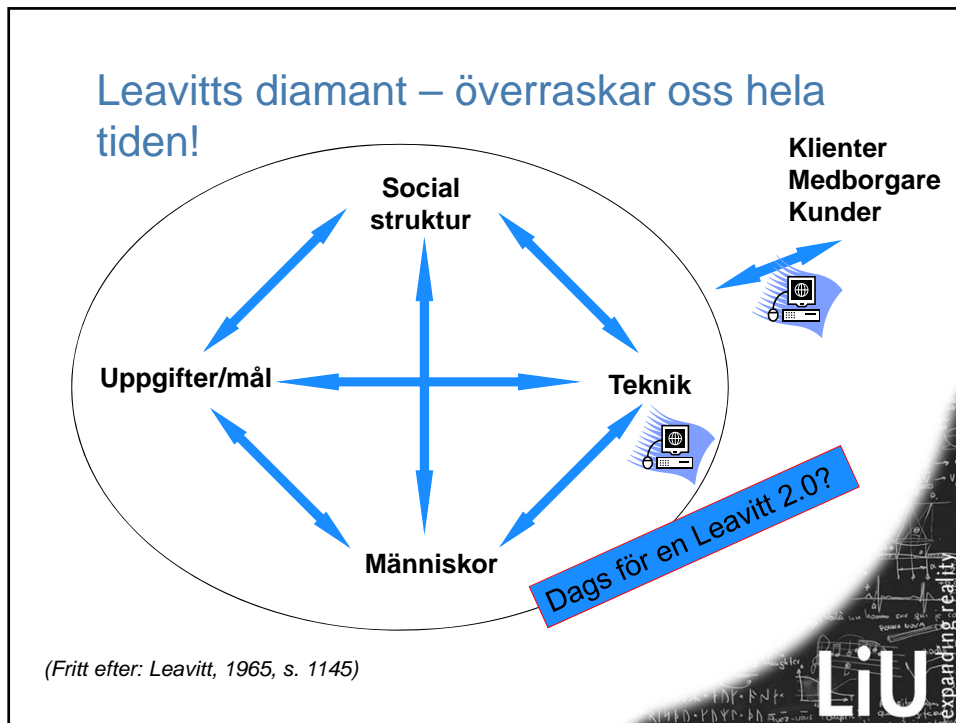 Leavitts diamant – överraskar oss hela
tiden!
Klienter
Medborgare
Kunder
Social
struktur
Uppgifter/mål
Teknik
Människor
Dags för en Leavitt 2.0?
(Fritt efter: Leavitt, 1965, s. 1145)
LiU
expanding reality